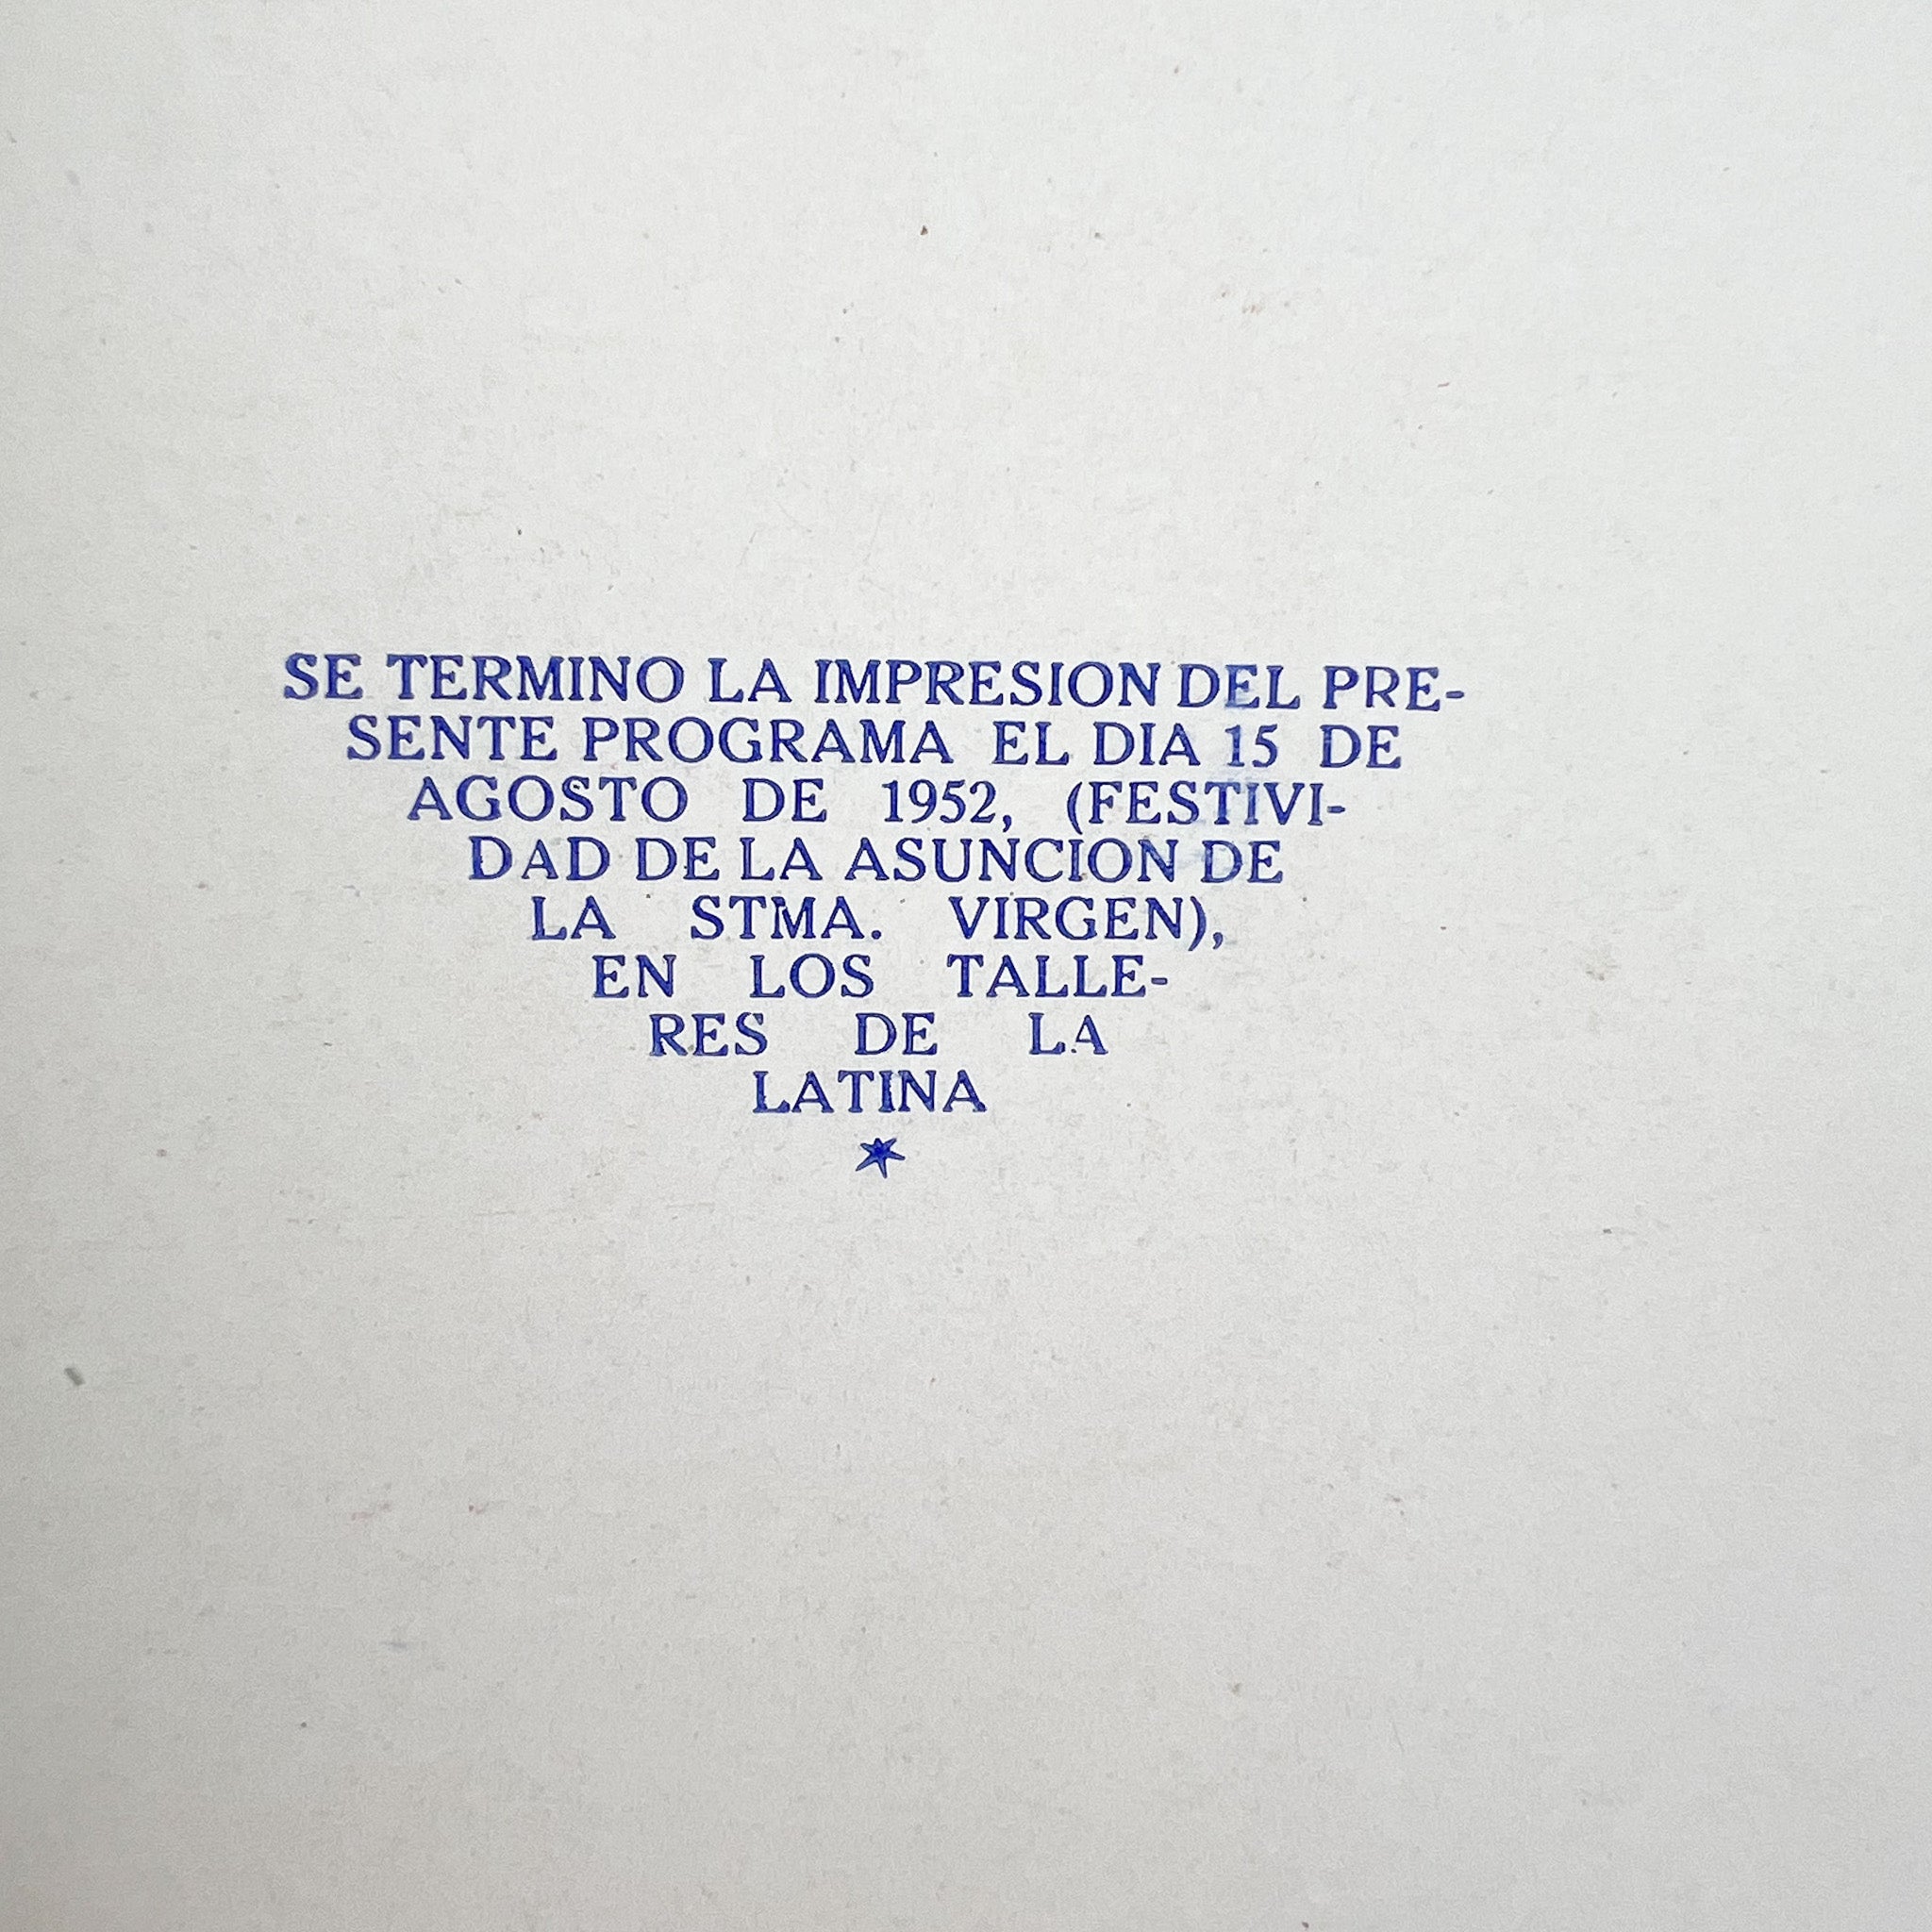 SE TERMINO LA IMPRESION DEL PRE-
SENTE PROGRAMA EL DIA 15 DE
AGOSTO DE 1952, (FESTIVI-
DAD DE LA ASUNCION DE
LA STMA. VIRGEN),
EN LOS TALLE-
RES DE LA
LATINA